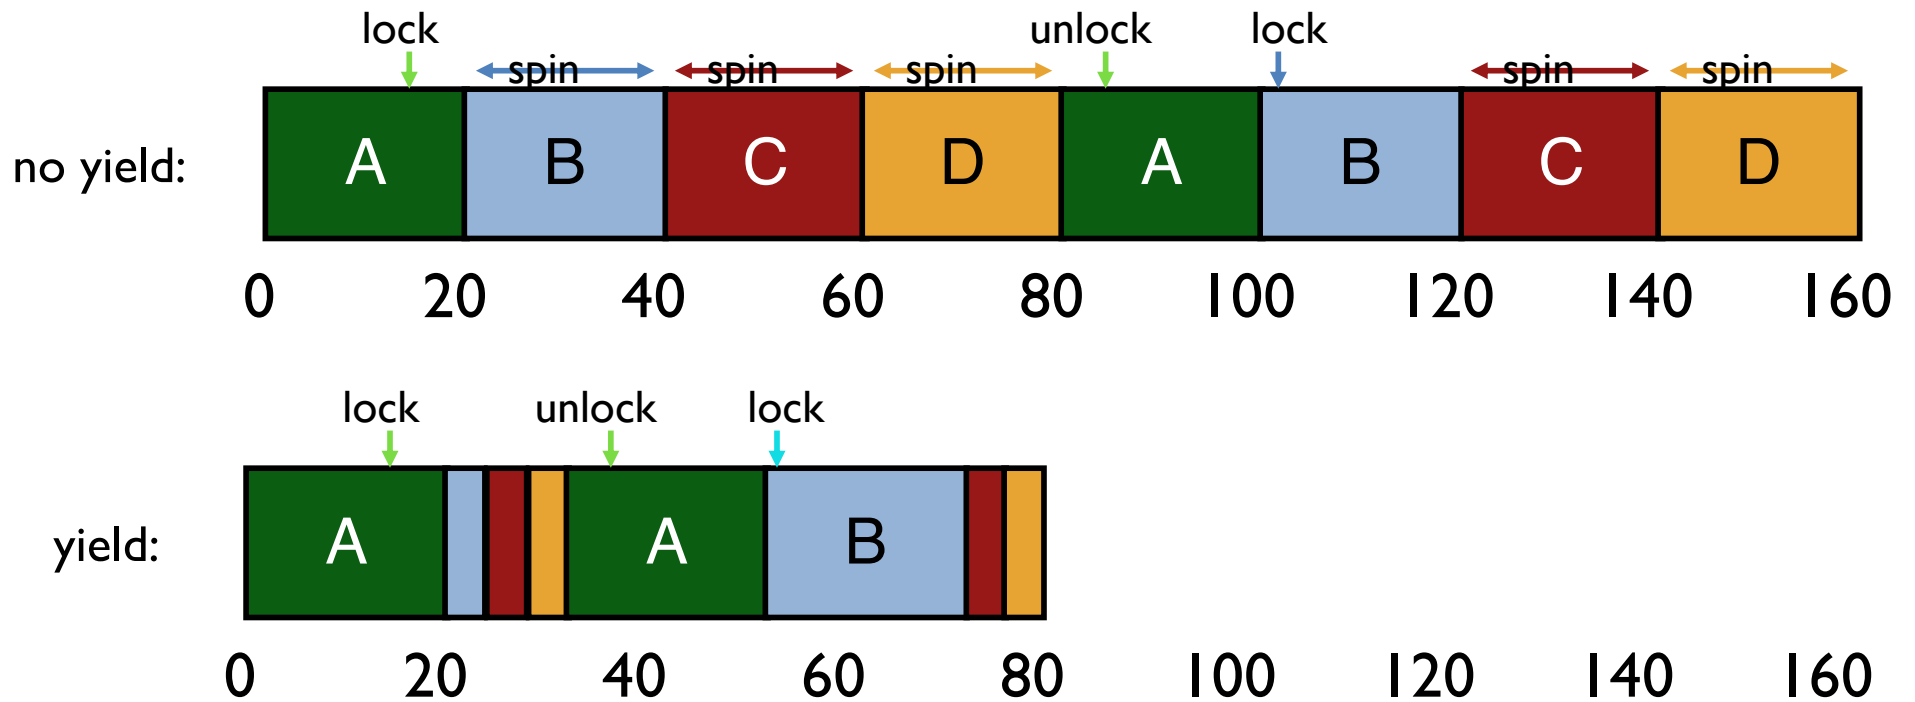 lock unlock lock
spin spin spin spin spin
no yield: A B C D A B C D
0 20 40 60 80 100 120 140 160
lock unlock lock
yield: A A B
0 20 40 60 80 100 120 140 160